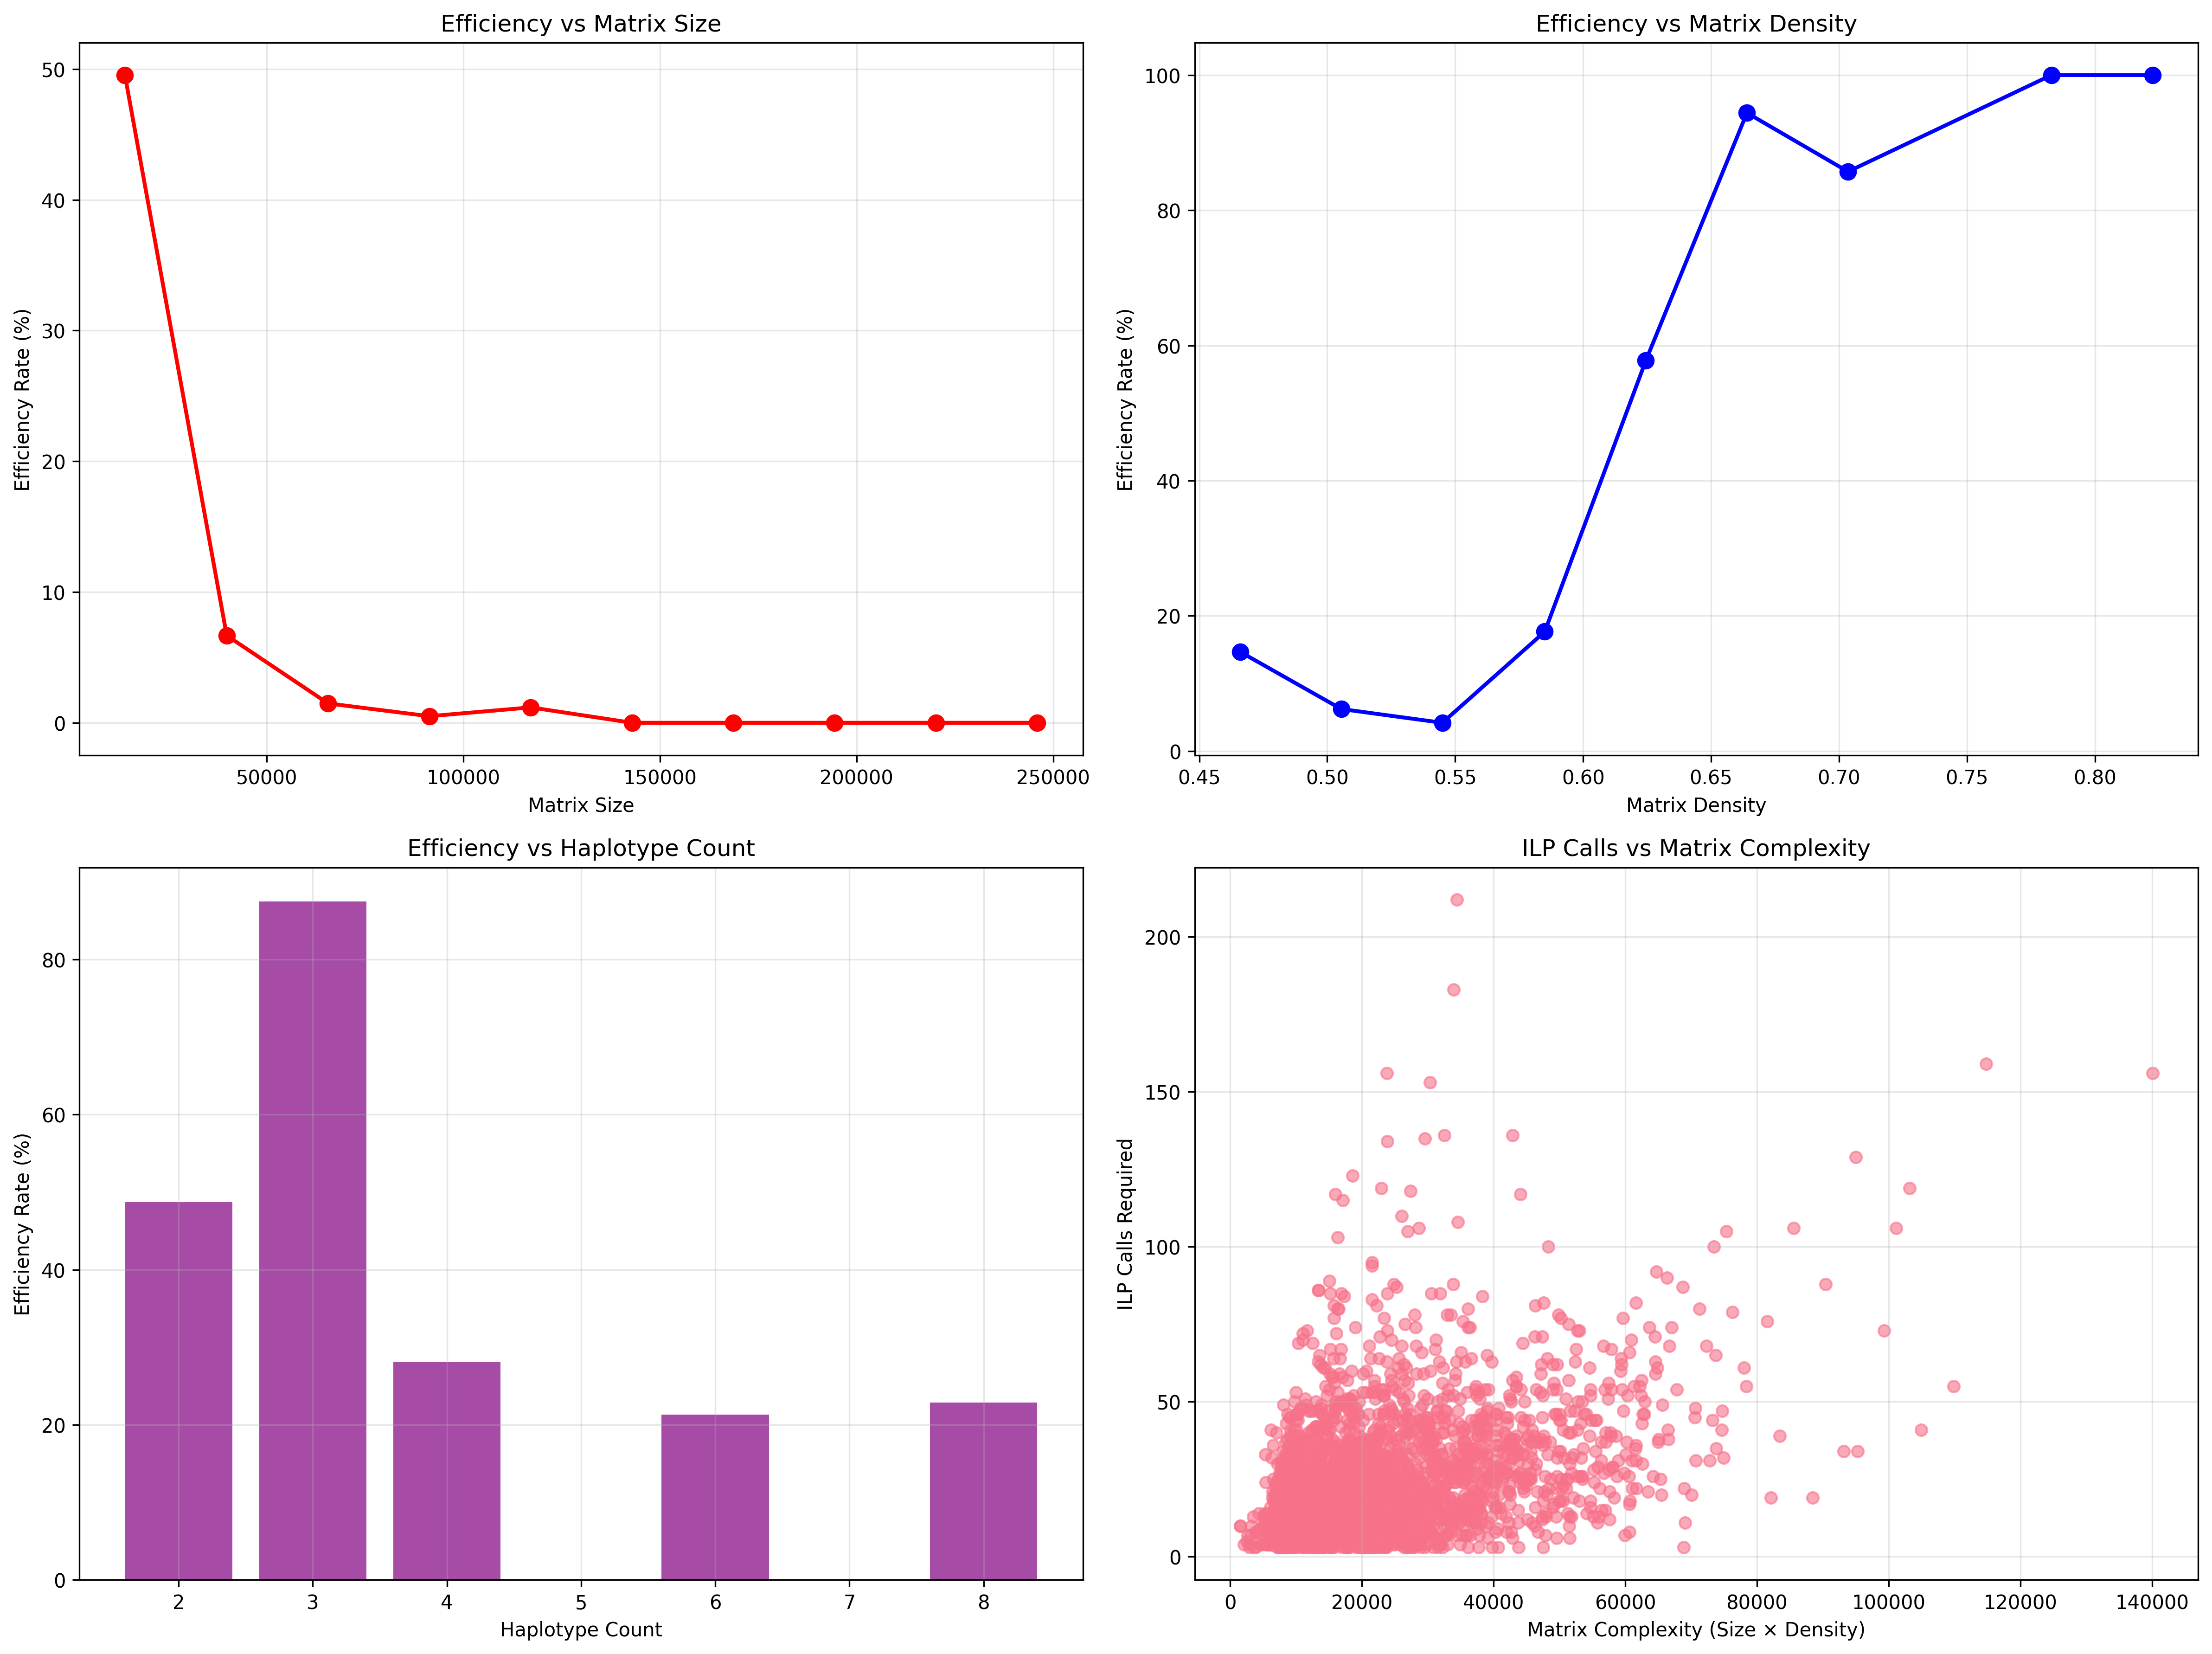 Efficiency vs Matrix Size
Efficiency Rate (%)
50
40
30
20
10
0
50000 100000 150000 200000 250000
Matrix Size
Efficiency vs Matrix Density
Efficiency Rate (%)
100
80
60
40
20
0
0.45 0.50 0.55 0.60 0.65 0.70 0.75 0.80
Matrix Density
Efficiency vs Haplotype Count
Efficiency Rate (%)
80
60
40
20
0
2 3 4 5 6 7 8
Haplotype Count
ILP Calls vs Matrix Complexity
ILP Calls Required
200
150
100
50
0
0 20000 40000 60000 80000 100000 120000 140000
Matrix Complexity (Size × Density)